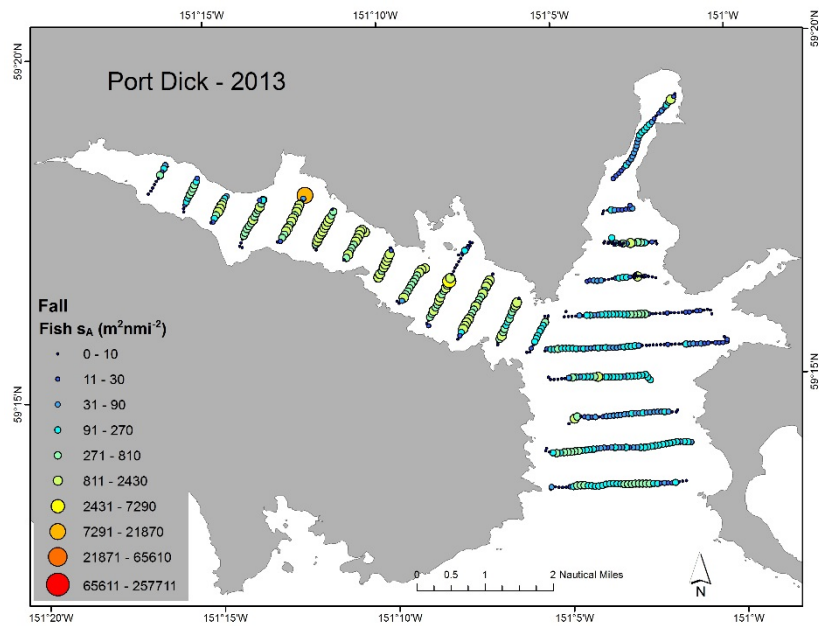 151°15'W 151°10'W 151°5'W 59°20'N
59°20'N
Port Dick - 2013
59°15'N
59°15'N
Fall
Fish sA (m²nmi⁻²)
0 - 10
11 - 30
31 - 90
91 - 270
271 - 810
811 - 2430
2431 - 7290
7291 - 21870
21871 - 65610
65611 - 257711
0 0.5 1 2 Nautical Miles
N
151°20'W 151°15'W 151°10'W 151°5'W 151°W